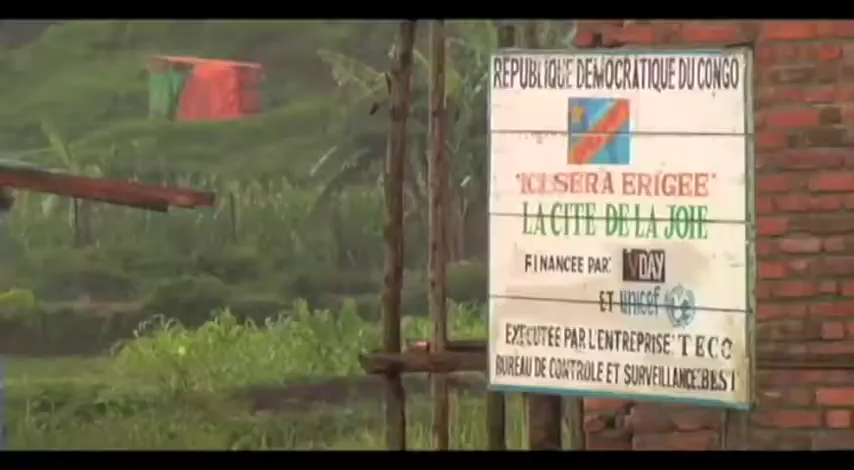 REPUBLIQUE DEMOCRATIQUE DU CONGO
"ICI SERA ERIGEE"
LA CITE DE LA JOIE
FINANCEE PAR: VDAY
ET unicef
EXECUTEE PAR L'ENTREPRISE: TECO
BUREAU DE CONTROLE ET SURVEILLANCE: BEST